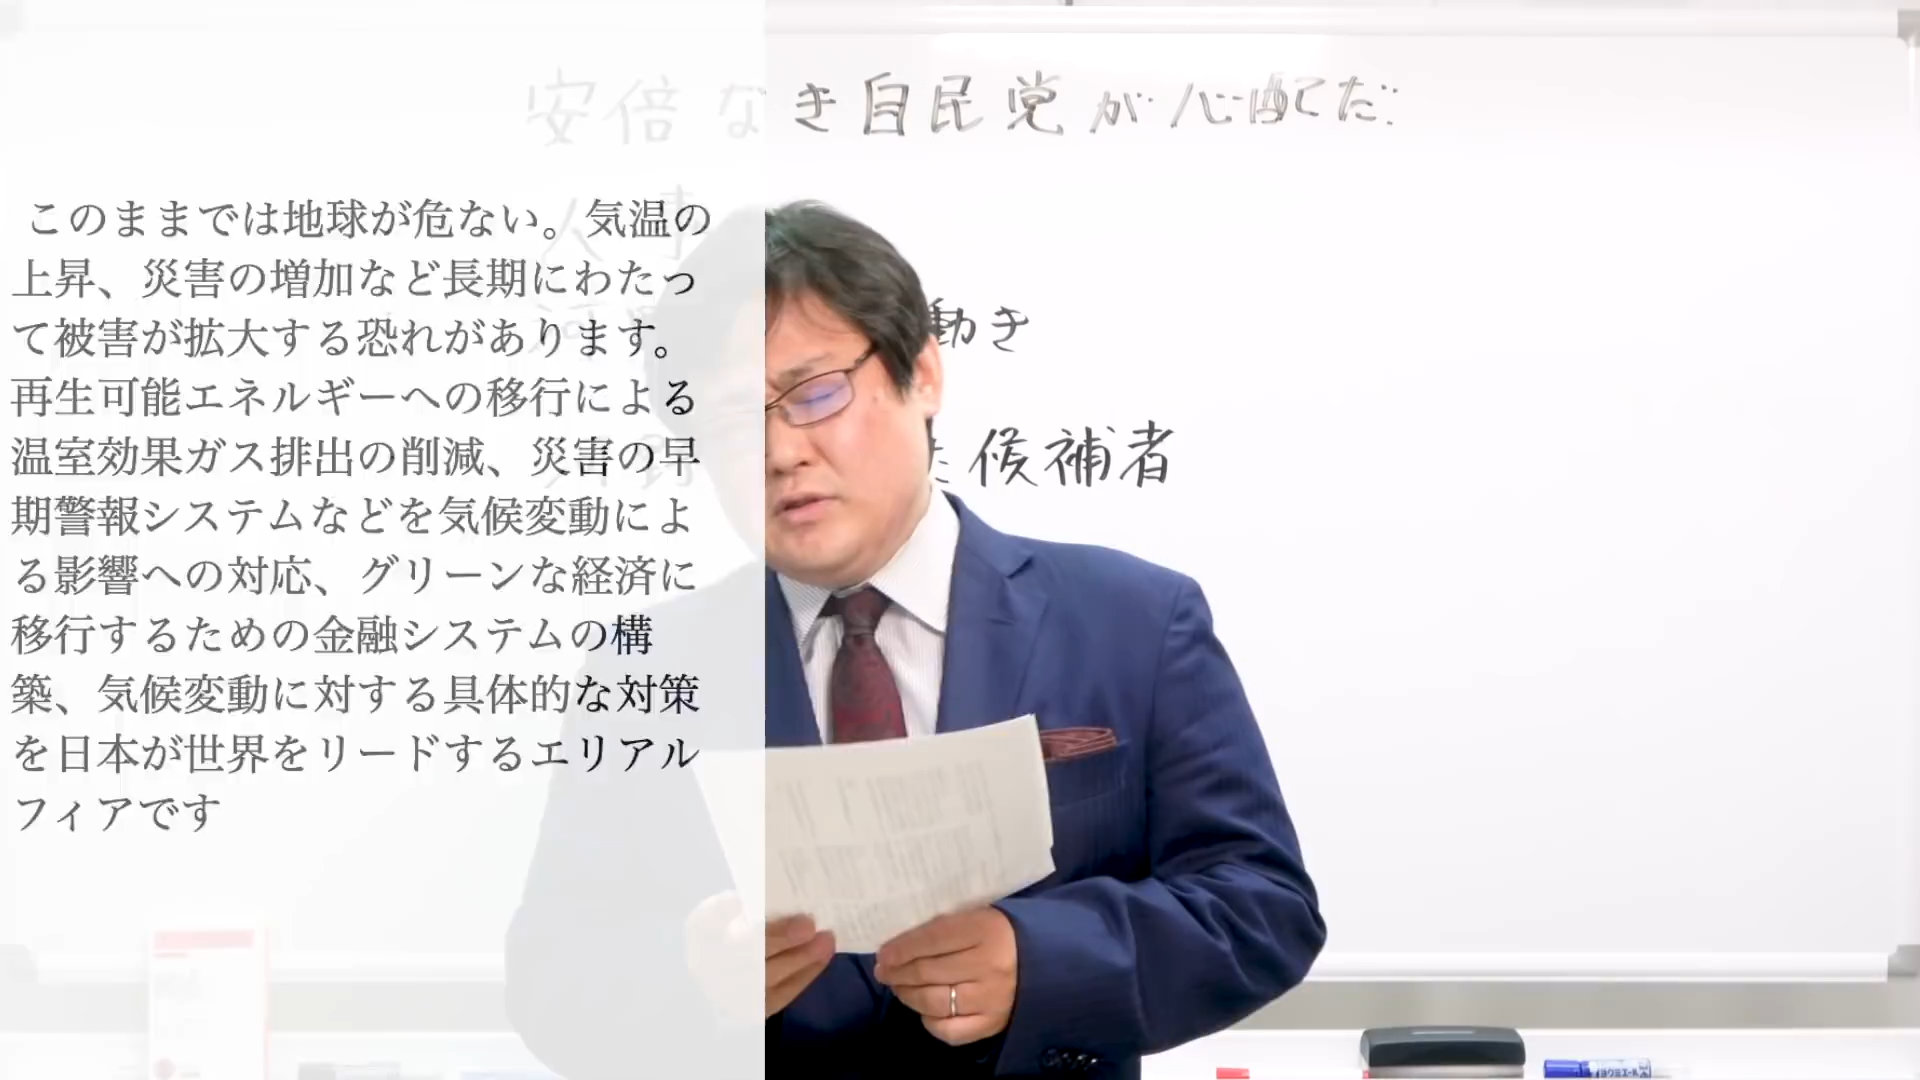 安倍なき自民党が心配だ
人事
動き
た候補者
このままでは地球が危ない。気温の
上昇、災害の増加など長期にわたっ
て被害が拡大する恐れがあります。
再生可能エネルギーへの移行による
温室効果ガス排出の削減、災害の早
期警報システムなどを気候変動によ
る影響への対応、グリーンな経済に
移行するための金融システムの構
築、気候変動に対する具体的な対策
を日本が世界をリードするエリアル
フィアです